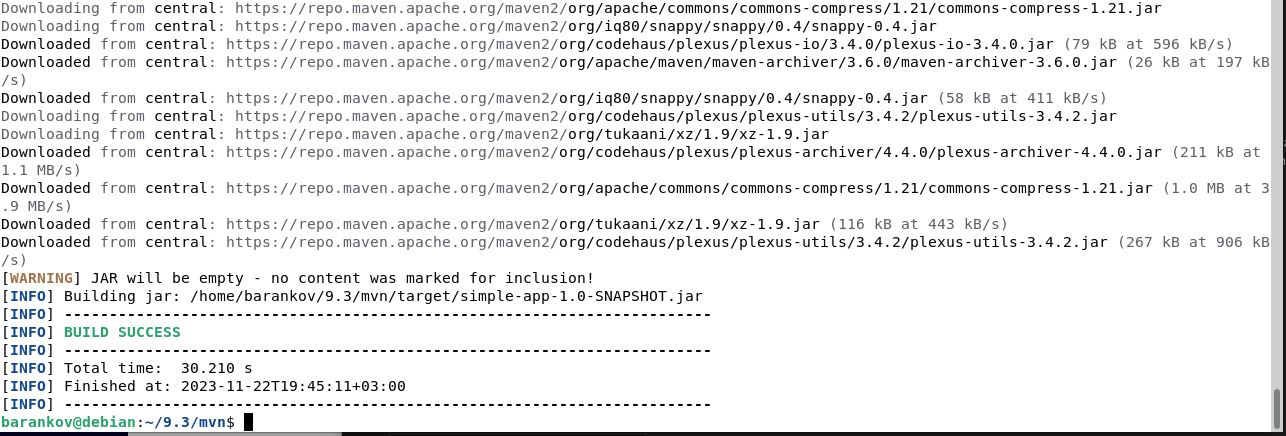 Downloading from central: https://repo.maven.apache.org/maven2/org/apache/commons/commons-compress/1.21/commons-compress-1.21.jar
Downloading from central: https://repo.maven.apache.org/maven2/org/iq80/snappy/snappy/0.4/snappy-0.4.jar
Downloaded from central: https://repo.maven.apache.org/maven2/org/codehaus/plexus/plexus-io/3.4.0/plexus-io-3.4.0.jar (79 kB at 596 kB/s)
Downloaded from central: https://repo.maven.apache.org/maven2/org/apache/maven/maven-archiver/3.6.0/maven-archiver-3.6.0.jar (26 kB at 197 kB
/s)
Downloaded from central: https://repo.maven.apache.org/maven2/org/iq80/snappy/snappy/0.4/snappy-0.4.jar (58 kB at 411 kB/s)
Downloading from central: https://repo.maven.apache.org/maven2/org/codehaus/plexus/plexus-utils/3.4.2/plexus-utils-3.4.2.jar
Downloading from central: https://repo.maven.apache.org/maven2/org/tukaani/xz/1.9/xz-1.9.jar
Downloaded from central: https://repo.maven.apache.org/maven2/org/codehaus/plexus/plexus-archiver/4.4.0/plexus-archiver-4.4.0.jar (211 kB at
1.1 MB/s)
Downloaded from central: https://repo.maven.apache.org/maven2/org/apache/commons/commons-compress/1.21/commons-compress-1.21.jar (1.0 MB at 3
.9 MB/s)
Downloaded from central: https://repo.maven.apache.org/maven2/org/tukaani/xz/1.9/xz-1.9.jar (116 kB at 443 kB/s)
Downloaded from central: https://repo.maven.apache.org/maven2/org/codehaus/plexus/plexus-utils/3.4.2/plexus-utils-3.4.2.jar (267 kB at 906 kB
/s)
[WARNING] JAR will be empty - no content was marked for inclusion!
[INFO] Building jar: /home/barankov/9.3/mvn/target/simple-app-1.0-SNAPSHOT.jar
[INFO] ------------------------------------------------------------------------
[INFO] BUILD SUCCESS
[INFO] ------------------------------------------------------------------------
[INFO] Total time:  30.210 s
[INFO] Finished at: 2023-11-22T19:45:11+03:00
[INFO] ------------------------------------------------------------------------
barankov@debian:~/9.3/mvn$